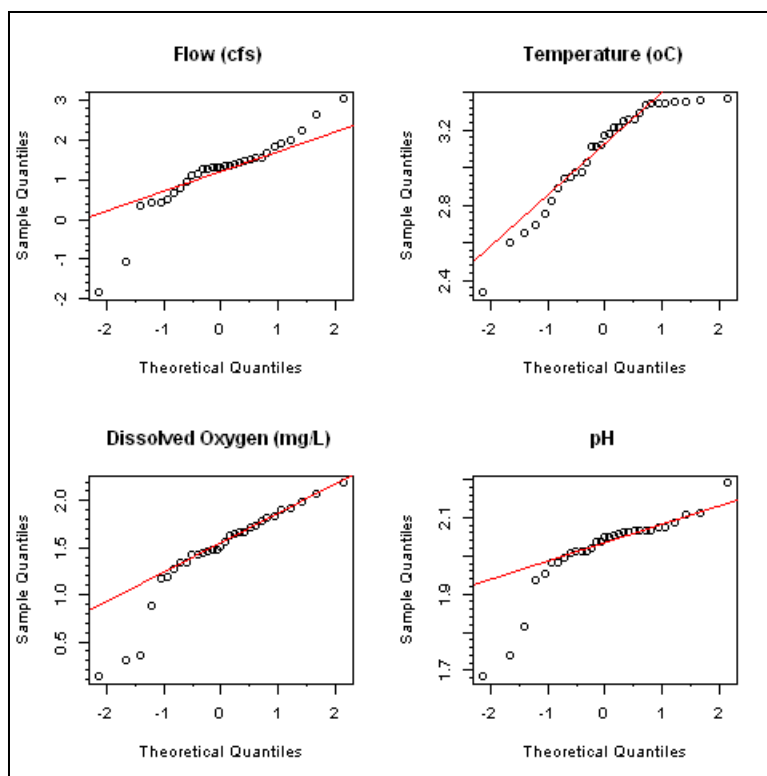 Flow (cfs)
Sample Quantiles
3
2
1
0
-1
-2
-2 -1 0 1 2
Theoretical Quantiles
Temperature (oC)
Sample Quantiles
3.2
2.8
2.4
-2 -1 0 1 2
Theoretical Quantiles
Dissolved Oxygen (mg/L)
Sample Quantiles
2.0
1.5
1.0
0.5
-2 -1 0 1 2
Theoretical Quantiles
pH
Sample Quantiles
2.1
1.9
1.7
-2 -1 0 1 2
Theoretical Quantiles